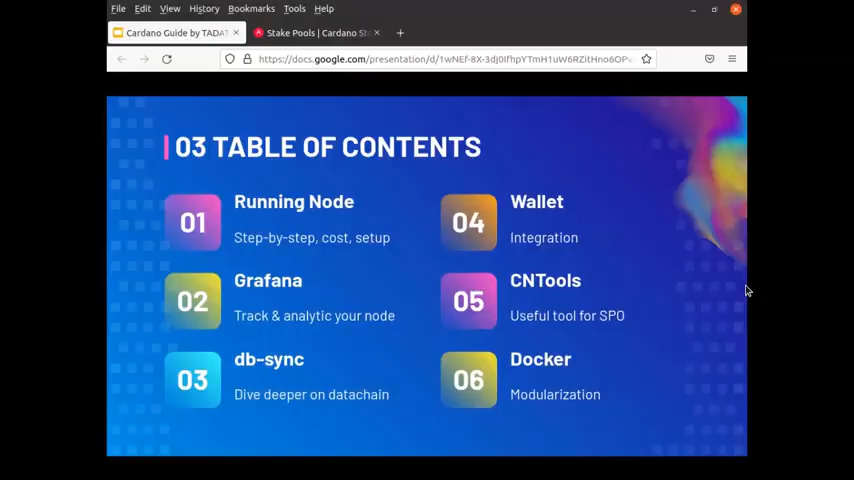 File Edit View History Bookmarks Tools Help
Cardano Guide by TADAT
Stake Pools | Cardano St
https://docs.google.com/presentation/d/
03 TABLE OF CONTENTS
01
Running Node
Step-by-step, cost, setup
02
Grafana
Track & analytic your node
03
db-sync
Dive deeper on datachain
04
Wallet
Integration
05
CNTools
Useful tool for SPO
06
Docker
Modularization